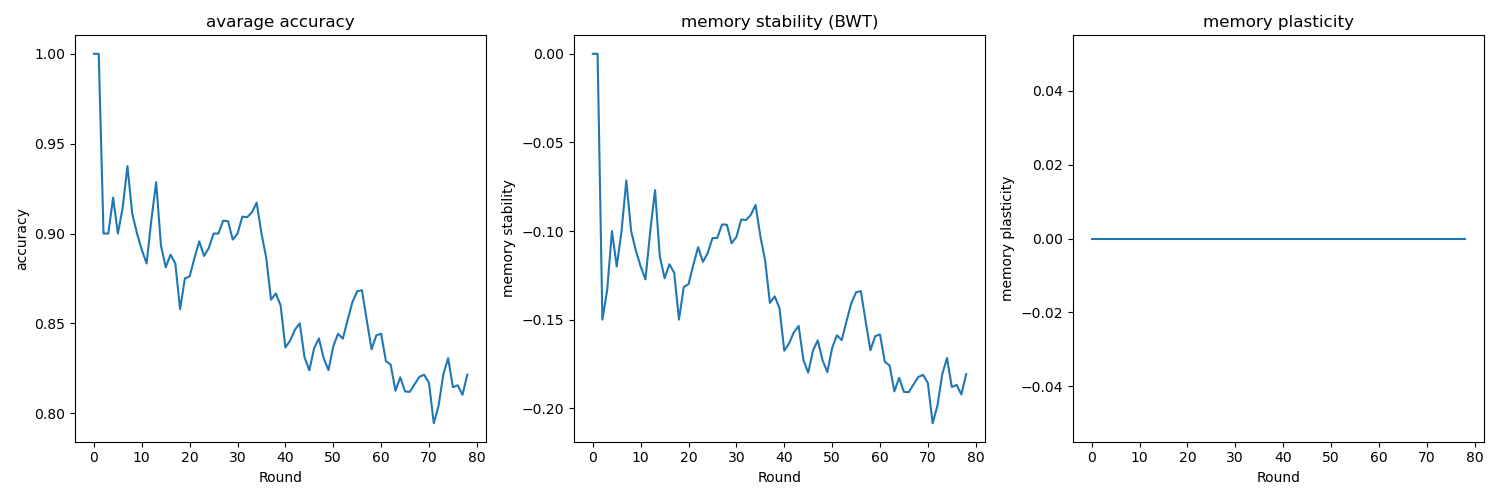 avarage accuracy
accuracy
1.00
0.95
0.90
0.85
0.80
0 10 20 30 40 50 60 70 80
Round
memory stability (BWT)
memory stability
0.00
−0.05
−0.10
−0.15
−0.20
0 10 20 30 40 50 60 70 80
Round
memory plasticity
memory plasticity
0.04
0.02
0.00
−0.02
−0.04
0 10 20 30 40 50 60 70 80
Round